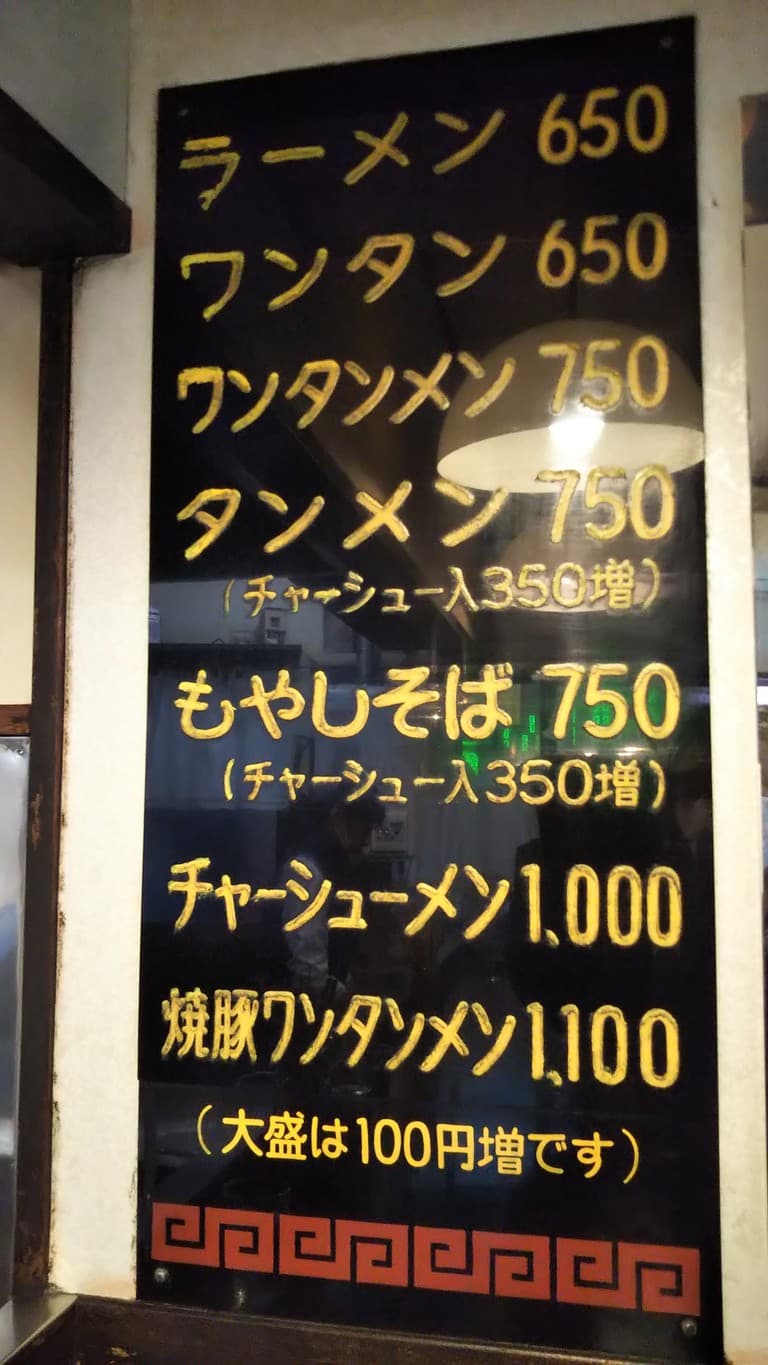 ラーメン 650
ワンタン 650
ワンタンメン 750
タンメン 750
(チャーシュー入350増)
もやしそば 750
(チャーシュー入350増)
チャーシューメン 1.000
焼豚ワンタンメン 1.100
(大盛は100円増です)